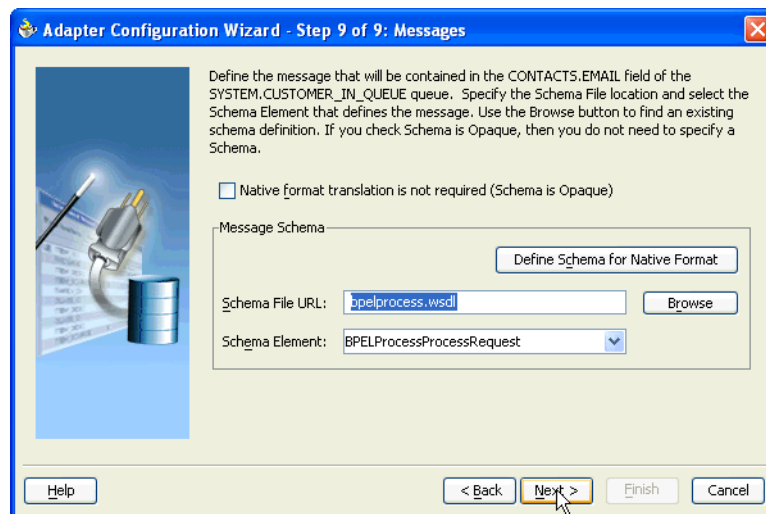 Adapter Configuration Wizard - Step 9 of 9: Messages
Define the message that will be contained in the CONTACTS.EMAIL field of the
SYSTEM.CUSTOMER_IN_QUEUE queue. Specify the Schema File location and select the
Schema Element that defines the message. Use the Browse button to find an existing
schema definition. If you check Schema is Opaque, then you do not need to specify a
Schema.
Native format translation is not required (Schema is Opaque)
Message Schema
Define Schema for Native Format
Schema File URL: bpelprocess.wsdl Browse
Schema Element: BPELProcessProcessRequest
Help < Back Next > Finish Cancel